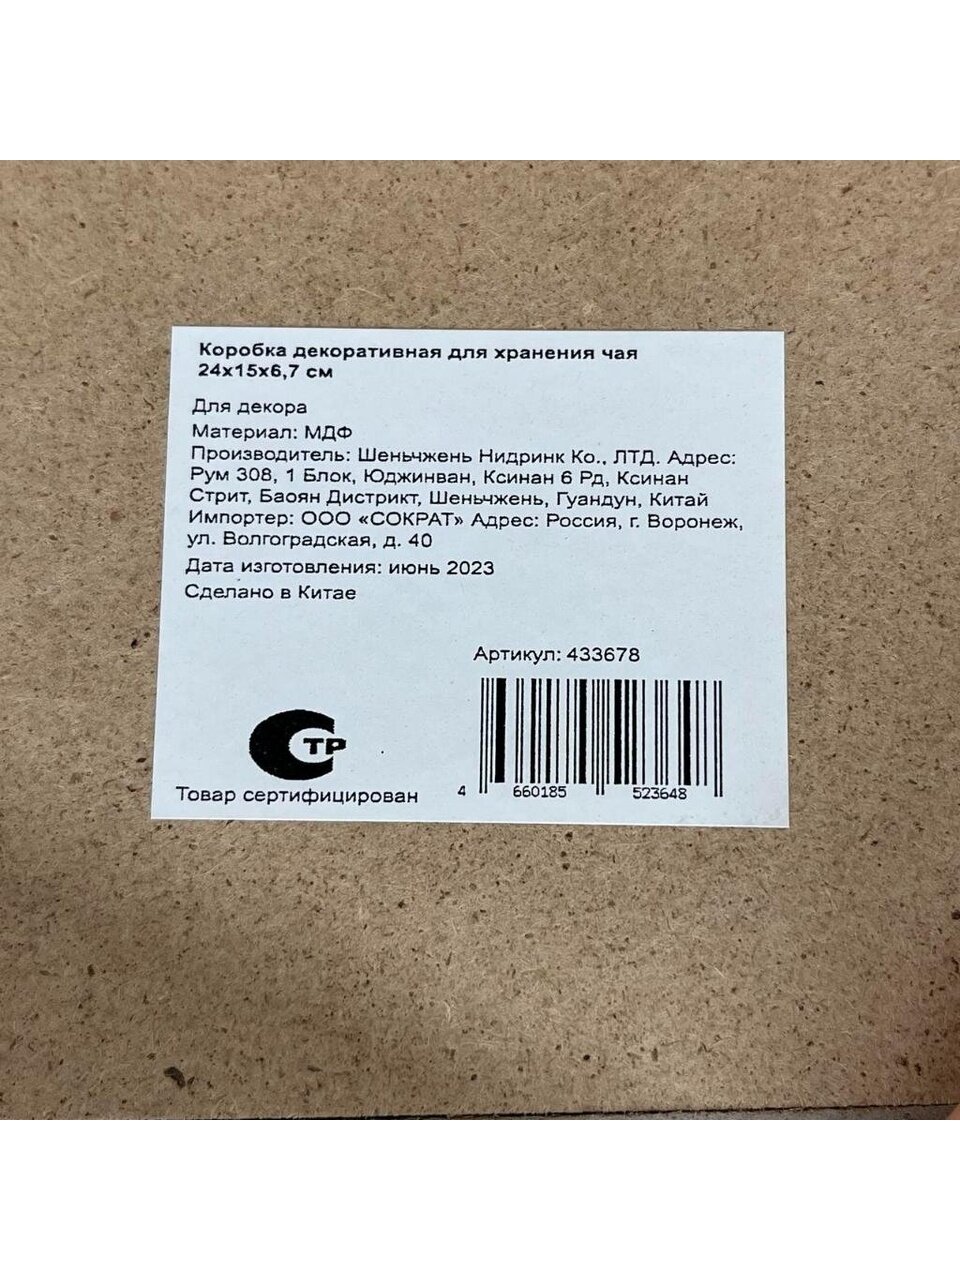 Коробка декоративная для хранения чая
24х15х6,7 см
Для декора
Материал: МДФ
Производитель: Шеньчжень Нидринк Ко., ЛТД. Адрес:
Рум 308, 1 Блок, Юджинван, Ксинан 6 Рд, Ксинан
Стрит, Баоян Дистрикт, Шеньчжень, Гуандун, Китай
Импортер: ООО «СОКРАТ» Адрес: Россия, г. Воронеж,
ул. Волгоградская, д. 40
Дата изготовления: июнь 2023
Сделано в Китае
Артикул: 433678
СТР
Товар сертифицирован
4 660185 523648